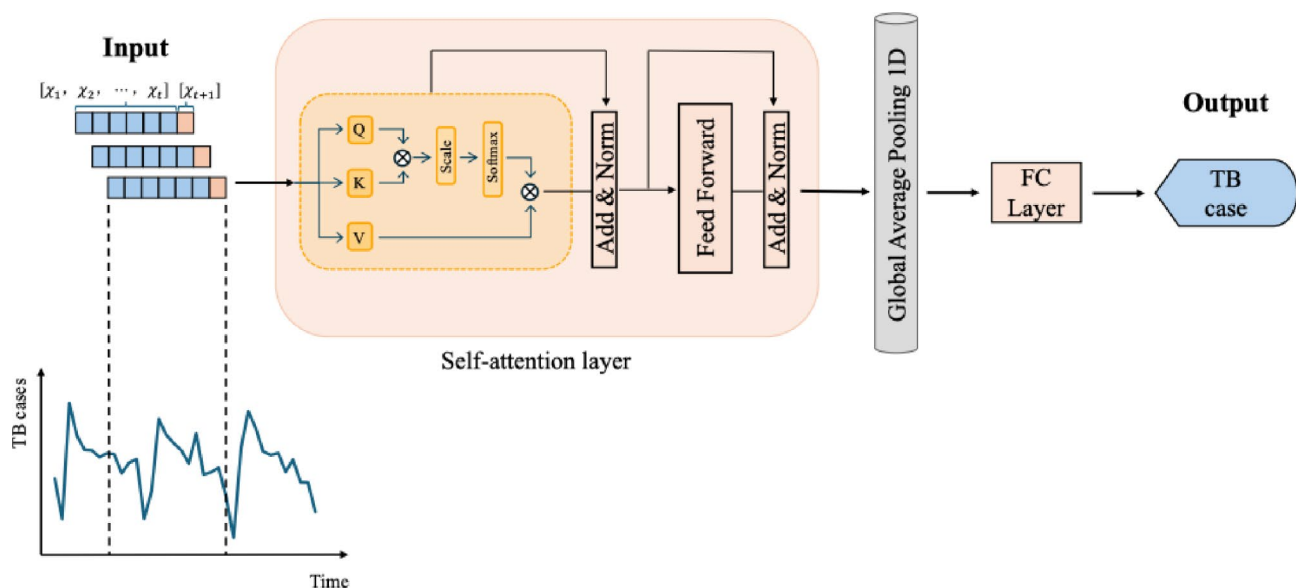 Input
[χ₁, χ₂, ⋯, χₜ] [χₜ₊₁]
Q
K
V
Scale
Softmax
Add & Norm
Feed Forward
Add & Norm
Self-attention layer
Global Average Pooling 1D
FC
Layer
Output
TB
case
TB cases
Time